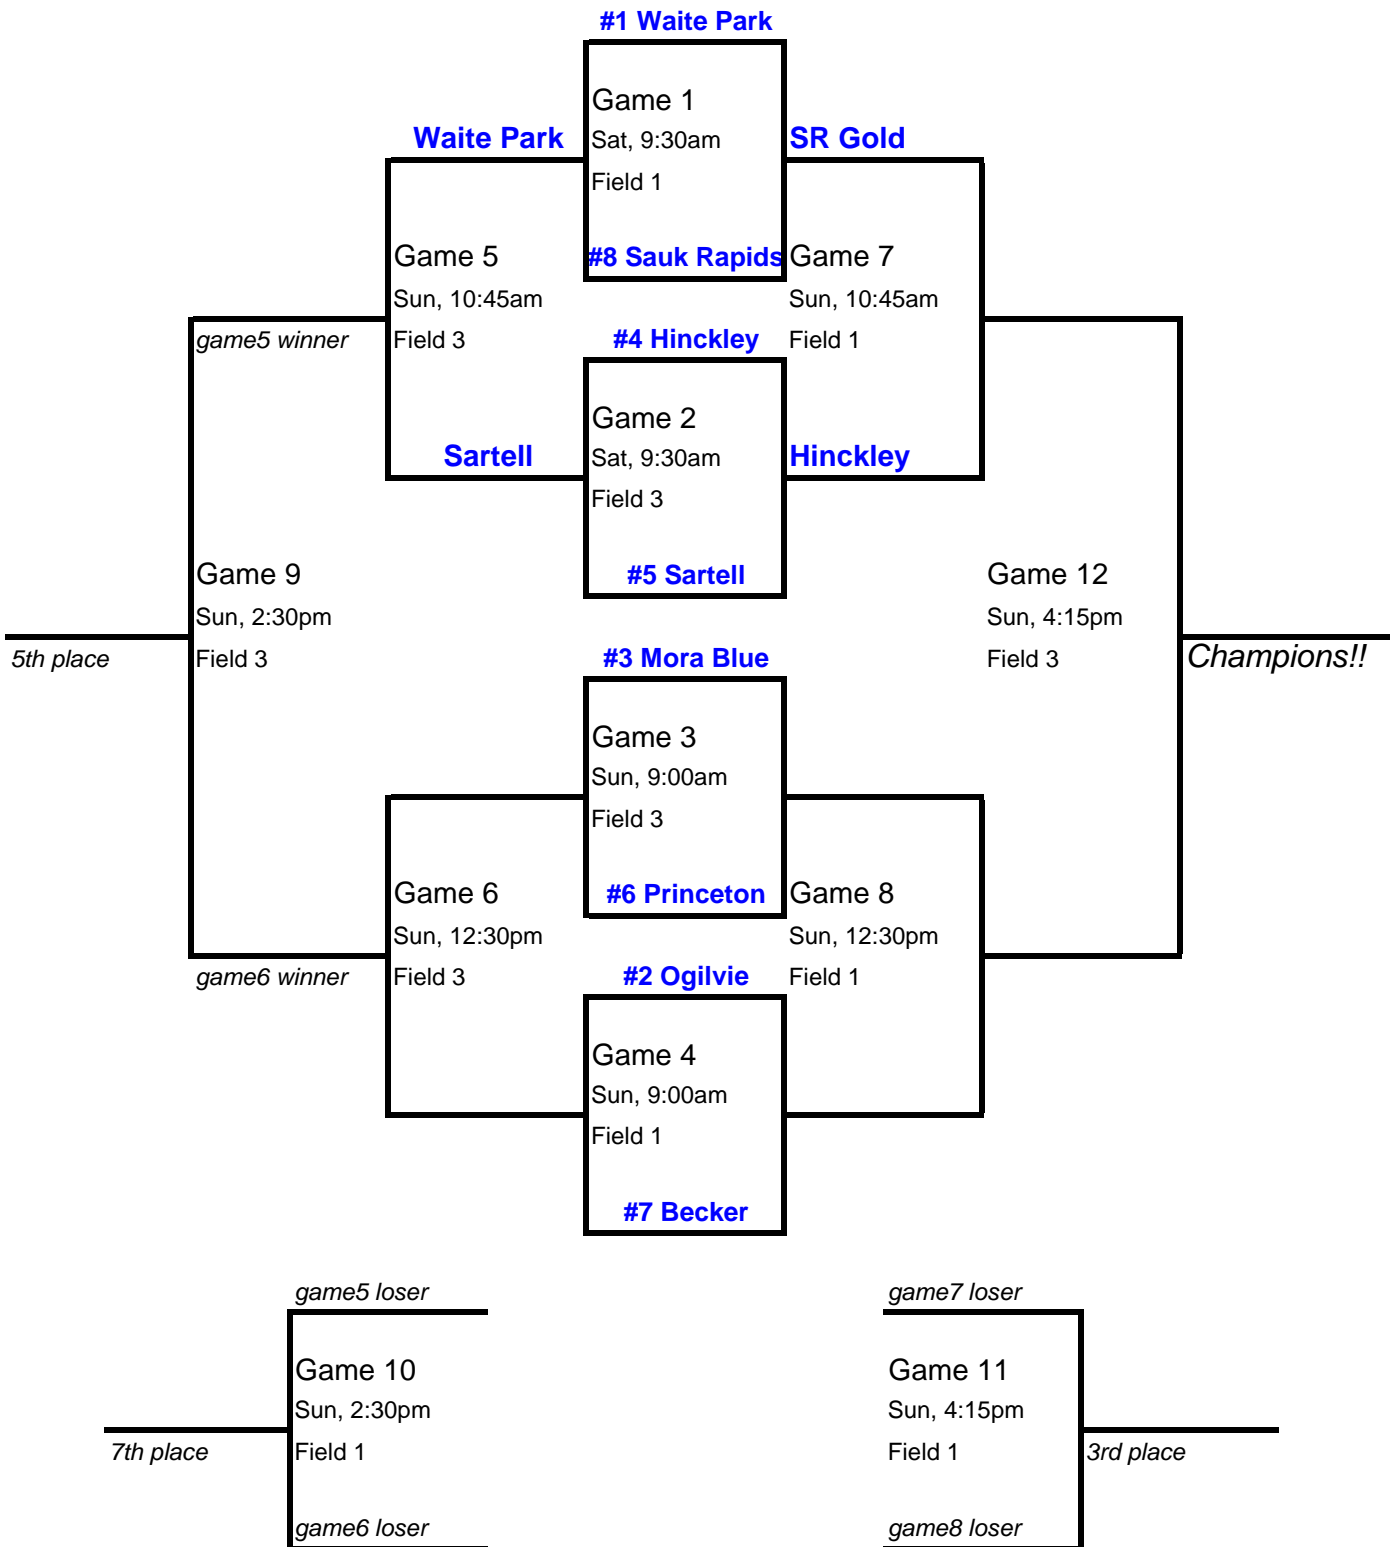 #1 Waite Park
Game 1
Sat, 9:30am
Field 1
#8 Sauk Rapids
Waite Park
SR Gold
Game 5
Sun, 10:45am
Field 3
Game 7
Sun, 10:45am
Field 1
game5 winner
#4 Hinckley
Game 2
Sat, 9:30am
Field 3
#5 Sartell
Sartell
Hinckley
Game 9
Sun, 2:30pm
Field 3
5th place
Game 12
Sun, 4:15pm
Field 3
Champions!!
#3 Mora Blue
Game 3
Sun, 9:00am
Field 3
#6 Princeton
Game 6
Sun, 12:30pm
Field 3
Game 8
Sun, 12:30pm
Field 1
game6 winner
#2 Ogilvie
Game 4
Sun, 9:00am
Field 1
#7 Becker
game5 loser
Game 10
Sun, 2:30pm
Field 1
7th place
game6 loser
game7 loser
Game 11
Sun, 4:15pm
Field 1
3rd place
game8 loser